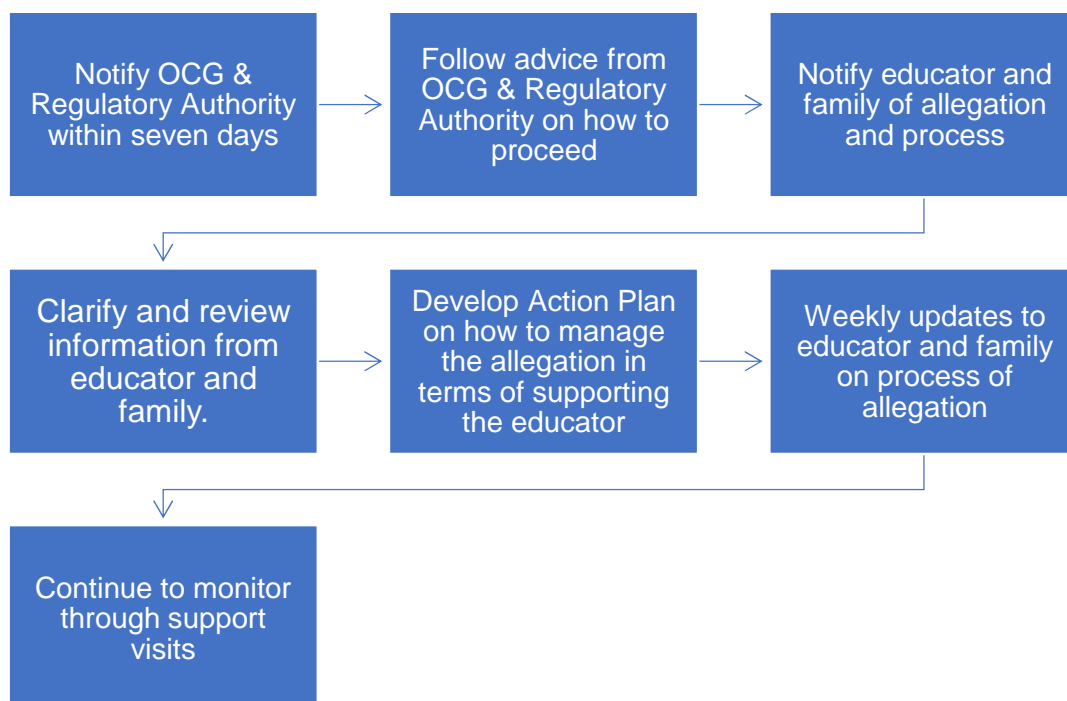 Notify OCG &
Regulatory Authority
within seven days
Follow advice from
OCG & Regulatory
Authority on how to
proceed
Notify educator and
family of allegation
and process
Clarify and review
information from
educator and
family.
Develop Action Plan
on how to manage
the allegation in
terms of supporting
the educator
Weekly updates to
educator and family
on process of
allegation
Continue to monitor
through support
visits